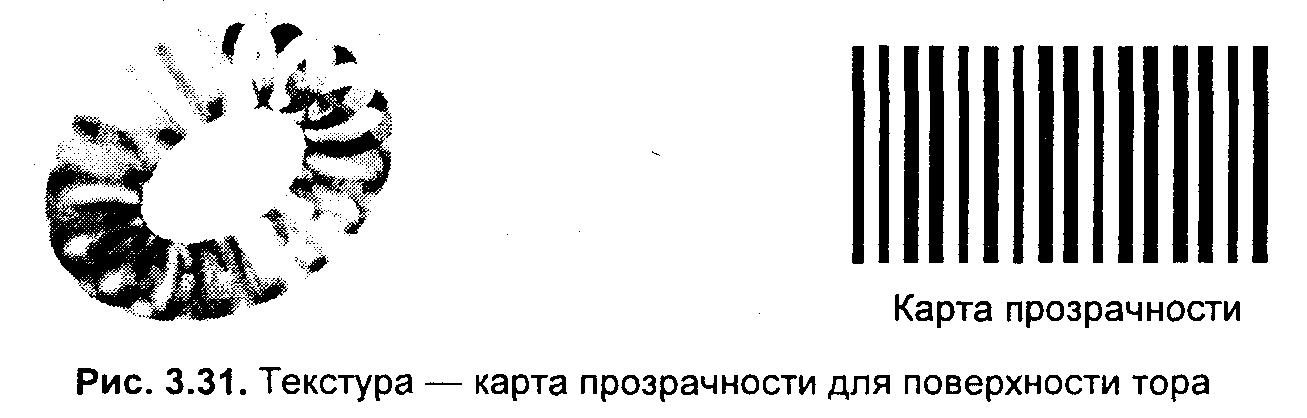 Карта прозрачности
Рис. 3.31. Текстура — карта прозрачности для поверхности тора